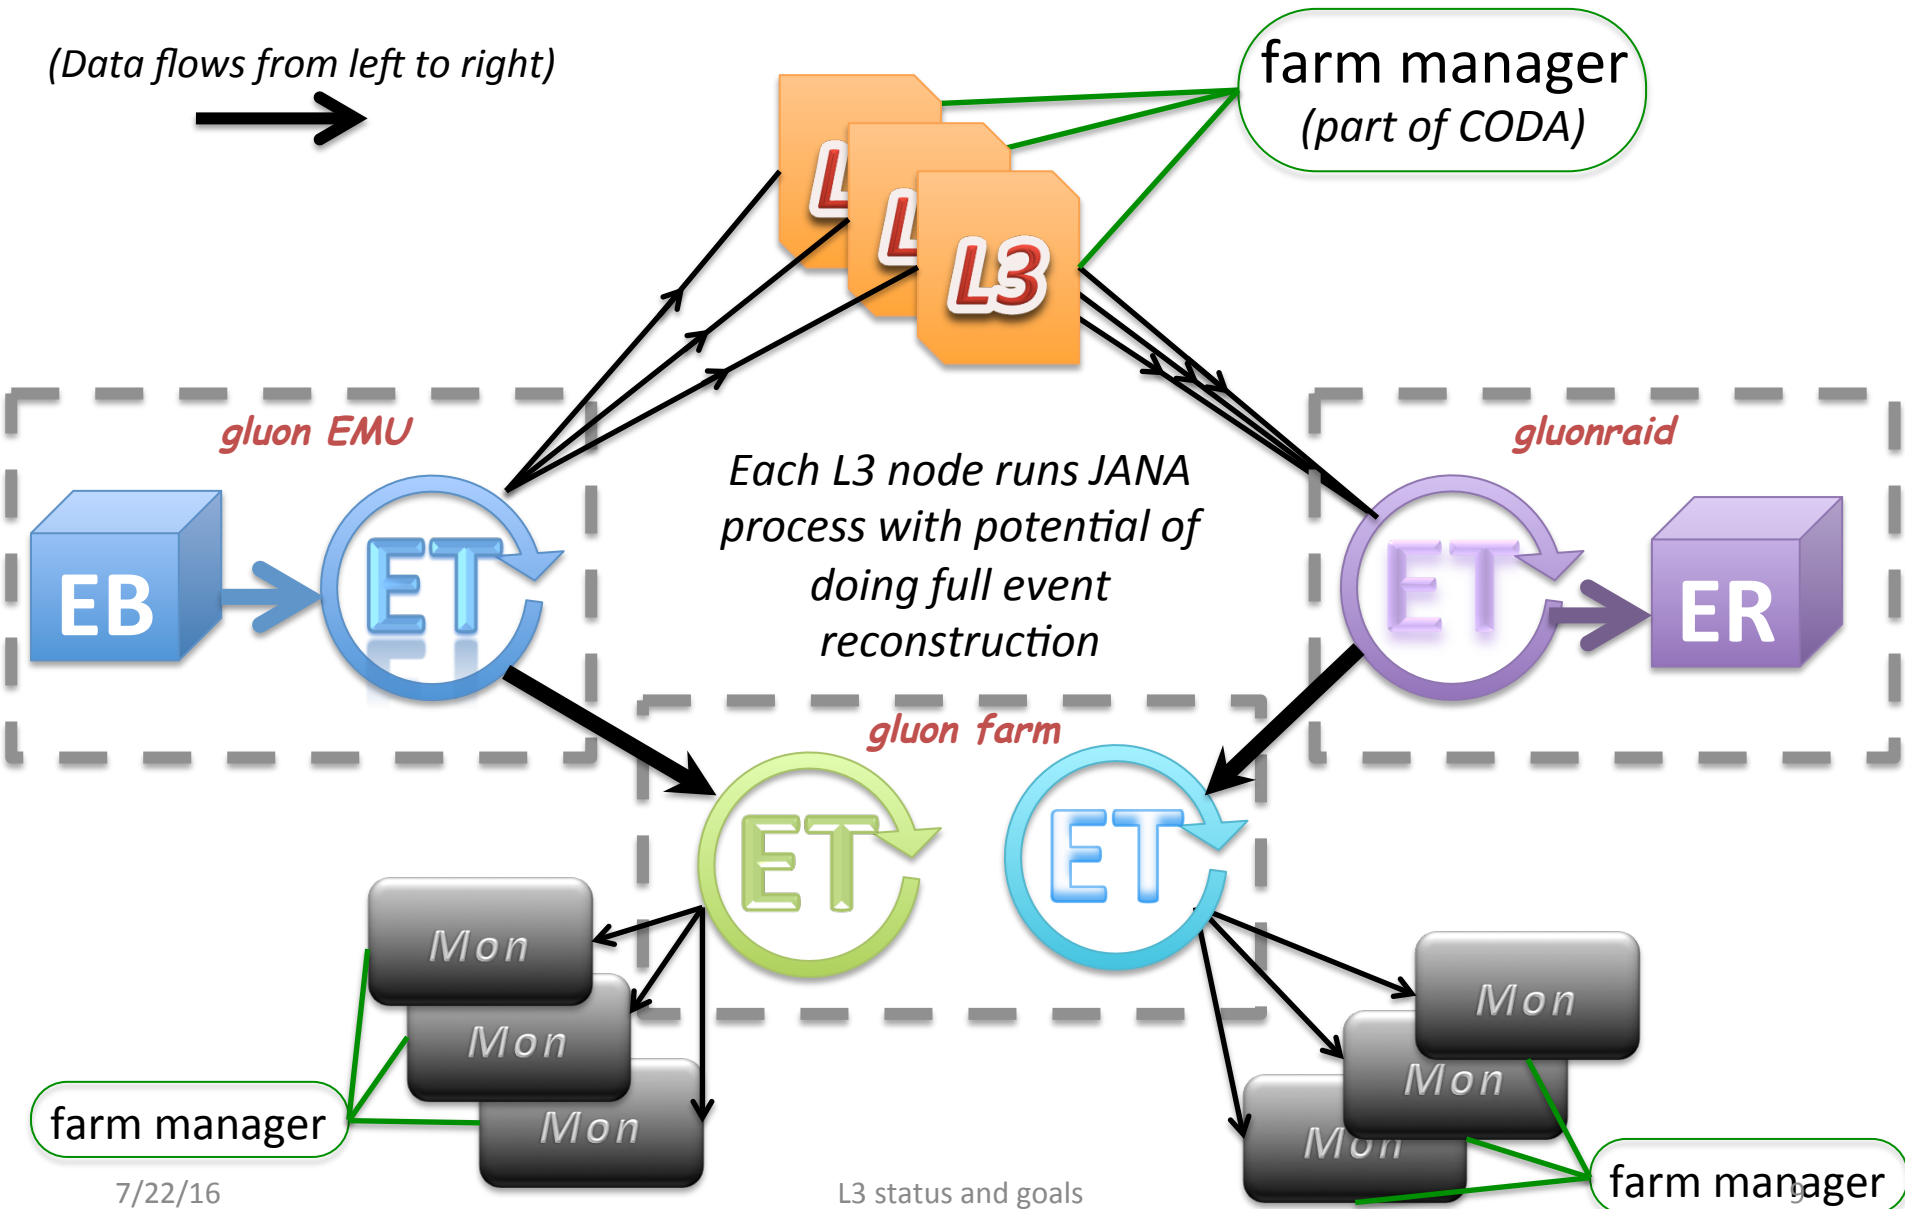 (Data flows from left to right)
farm manager
(part of CODA)
L
L
L3
gluon EMU
gluonraid
Each L3 node runs JANA
process with potential of
doing full event
reconstruction
EB
ET
ET
ER
gluon farm
ET
ET
Mon
Mon
Mon
Mon
Mon
Mon
farm manager
farm manager
7/22/16
L3 status and goals
9